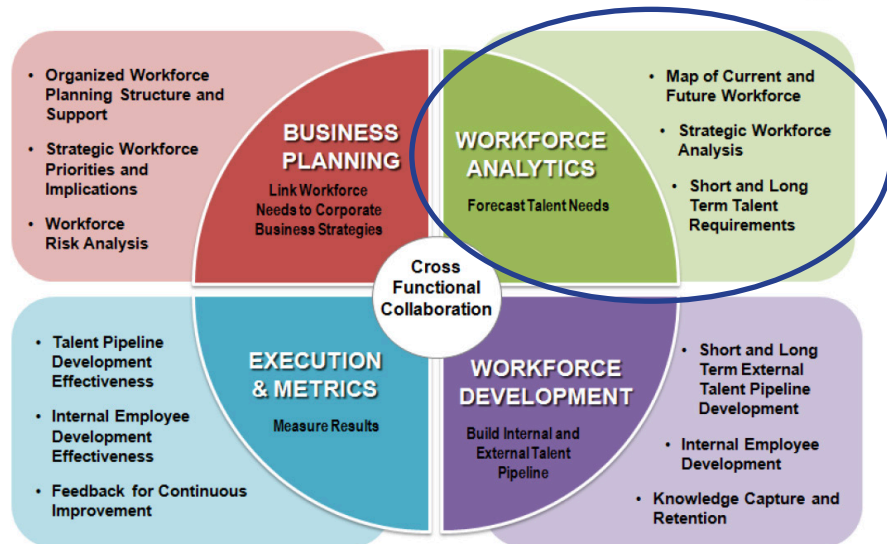 • Organized Workforce
Planning Structure and
Support
• Strategic Workforce
Priorities and
Implications
• Workforce
Risk Analysis
BUSINESS
PLANNING
Link Workforce
Needs to Corporate
Business Strategies
WORKFORCE
ANALYTICS
Forecast Talent Needs
• Map of Current and
Future Workforce
• Strategic Workforce
Analysis
• Short and Long
Term Talent
Requirements
Cross
Functional
Collaboration
• Talent Pipeline
Development
Effectiveness
• Internal Employee
Development
Effectiveness
• Feedback for Continuous
Improvement
EXECUTION
& METRICS
Measure Results
WORKFORCE
DEVELOPMENT
Build Internal and
External Talent
Pipeline
• Short and Long
Term External
Talent Pipeline
Development
• Internal Employee
Development
• Knowledge Capture and
Retention